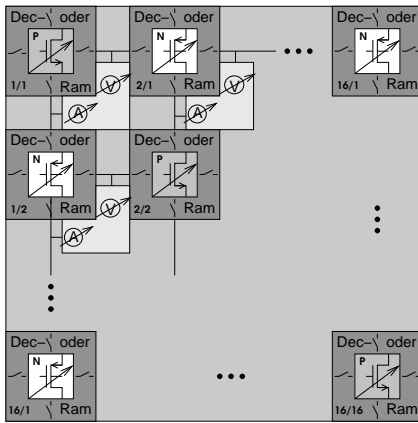 Dec– oder
P
1/1 Ram
Dec– oder
N
2/1 Ram
Dec– oder
N
16/1 Ram
V
A
V
A
Dec– oder
N
1/2 Ram
Dec– oder
P
2/2 Ram
V
A
Dec– oder
N
16/1 Ram
Dec– oder
P
16/16 Ram